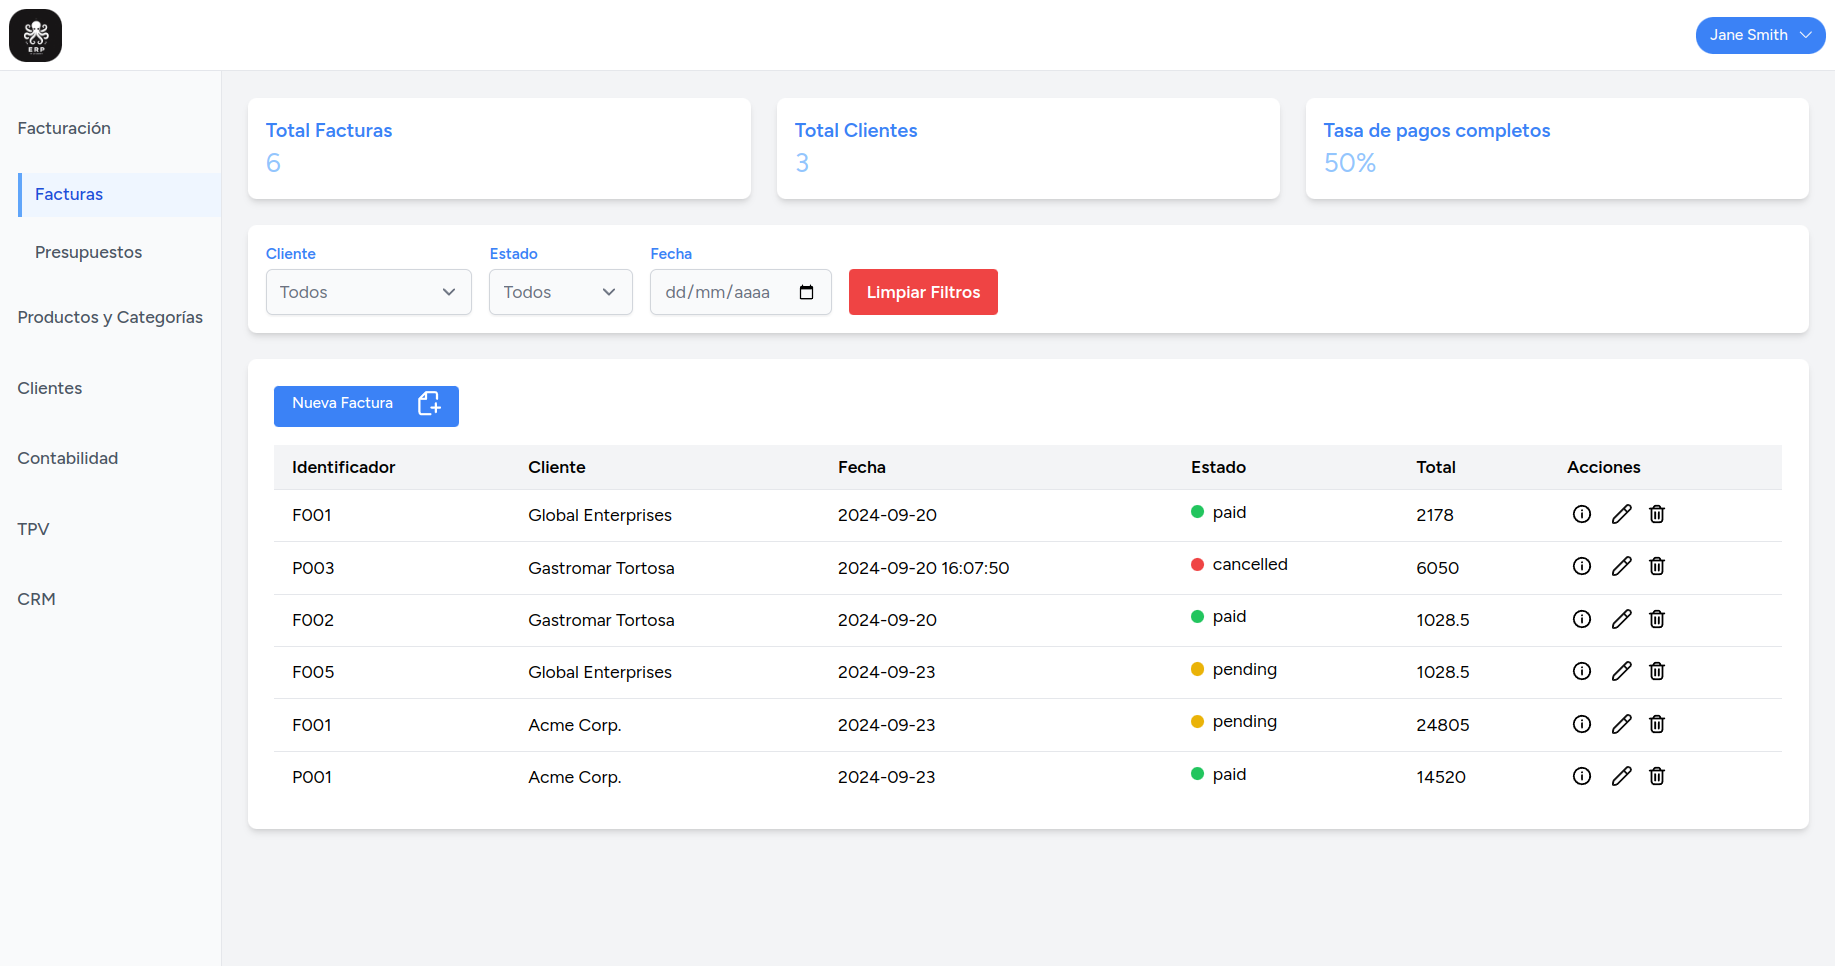 ERP
Jane Smith
Facturación
Facturas
Presupuestos
Productos y Categorías
Clientes
Contabilidad
TPV
CRM
Total Facturas
6
Total Clientes
3
Tasa de pagos completos
50%
Cliente
Todos
Estado
Todos
Fecha
dd/mm/aaaa
Limpiar Filtros
Nueva Factura
Identificador Cliente Fecha Estado Total Acciones
F001 Global Enterprises 2024-09-20 paid 2178
P003 Gastromar Tortosa 2024-09-20 16:07:50 cancelled 6050
F002 Gastromar Tortosa 2024-09-20 paid 1028.5
F005 Global Enterprises 2024-09-23 pending 1028.5
F001 Acme Corp. 2024-09-23 pending 24805
P001 Acme Corp. 2024-09-23 paid 14520